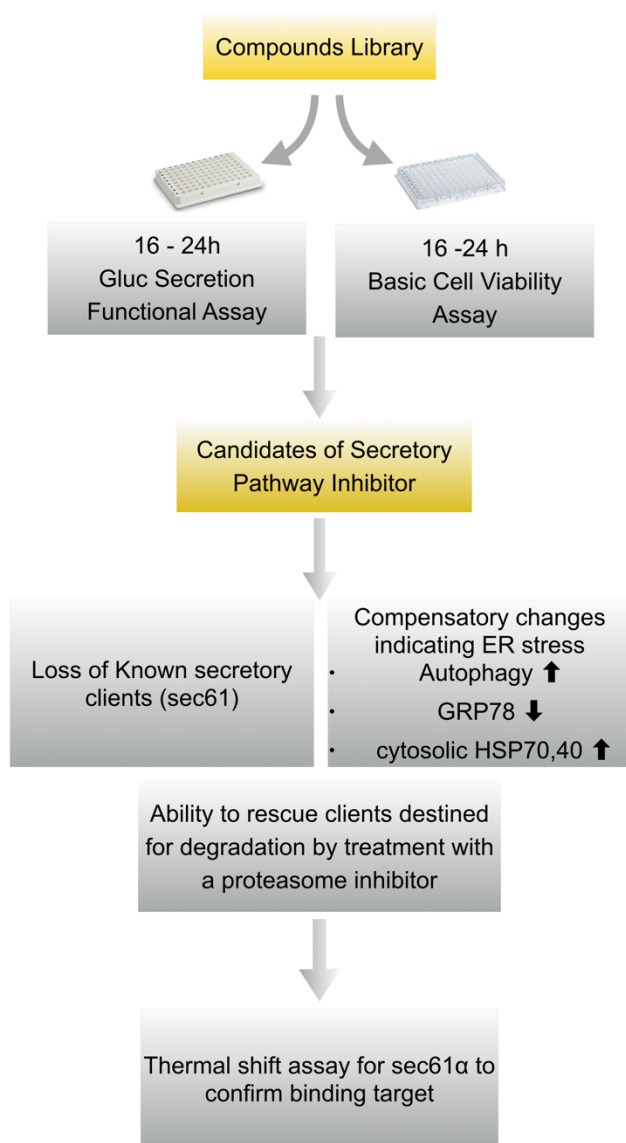 Compounds Library
16 - 24h
Gluc Secretion
Functional Assay
16 -24 h
Basic Cell Viability
Assay
Candidates of Secretory
Pathway Inhibitor
Loss of Known secretory
clients (sec61)
Compensatory changes
indicating ER stress
• Autophagy ⬆
• GRP78 ⬇
• cytosolic HSP70,40 ⬆
Ability to rescue clients destined
for degradation by treatment with
a proteasome inhibitor
Thermal shift assay for sec61α to
confirm binding target